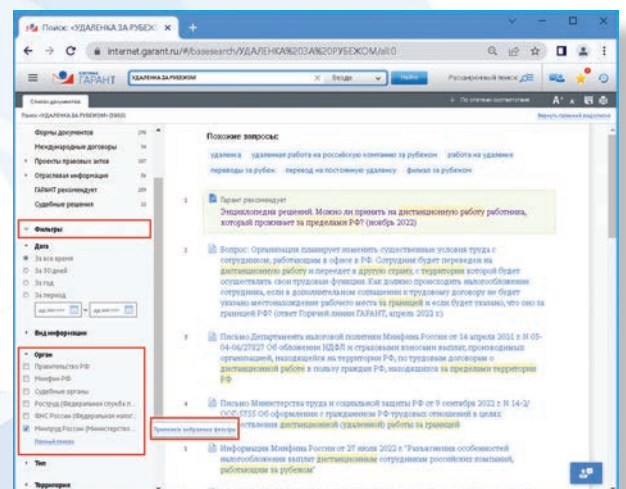 Поиск: «УДАЛЕНКА ЗА РУБЕЖО
internet.garant.ru/#/basesearch/УДАЛЕНКА%20ЗА%20РУБЕЖОМ/all:0
СИСТЕМА
ГАРАНТ
УДАЛЕНКА ЗА РУБЕЖОМ
Везде
Найти
Расширенный поиск
Список документов
По степени соответствия
Поиск «УДАЛЕНКА ЗА РУБЕЖОМ»
Формы документов
Международные договоры
Проекты правовых актов
Отраслевая информация
ГАРАНТ рекомендует
Судебные решения
Фильтры
Дата
За все время
За 30 дней
За год
За период
Вид информации
Орган
Правительство РФ
Минфин РФ
Судебные органы
Роструд (Федеральная служба п...
ФНС России (Федеральная налог...
Минтруд России (Министерство ...
Полный список
Тип
Территория
Применить выбранные фильтры
Похожие вопросы:
удаленка удаленная работа на российскую компанию за рубежом работа на удаленке
переводы за рубеж перевод на постоянную удаленку филиал за рубежом
1 Гарант рекомендует
Энциклопедия решений. Можно ли принять на дистанционную работу работника,
который проживает за пределами РФ? (ноябрь 2022)
2 Вопрос: Организация планирует изменить существенные условия труда с
сотрудником, работающим в офисе в РФ. Сотрудник будет переведен на
дистанционную работу и переедет в другую страну, с территории которой будет
осуществлять свои трудовые функции. Как должно происходить налогообложение
сотрудника, если в дополнительном соглашении к трудовому договору не будет
указано местонахождение рабочего места за границей и если будет указано, что оно за
границей РФ? (ответ Горячей линии ГАРАНТ, апрель 2022 г.)
3 Письмо Департамента налоговой политики Минфина России от 14 апреля 2021 г. N 03-
04-06/27827 Об обложении НДФЛ и страховыми взносами выплат, производимых
организацией, находящейся на территории РФ, по трудовым договорам о
дистанционной работе в пользу граждан РФ, находящихся за пределами территории
РФ
4 Письмо Министерства труда и социальной защиты РФ от 9 сентября 2022 г. N 14-2/
ООГ-5755 Об оформлении с гражданином РФ трудовых отношений в целях
осуществления дистанционной (удаленной) работы за границей
5 Информация Минфина России от 27 июля 2022 г. "Разъяснения особенностей
налогообложения выплат дистанционным сотрудникам российских компаний,
работающим за рубежом"